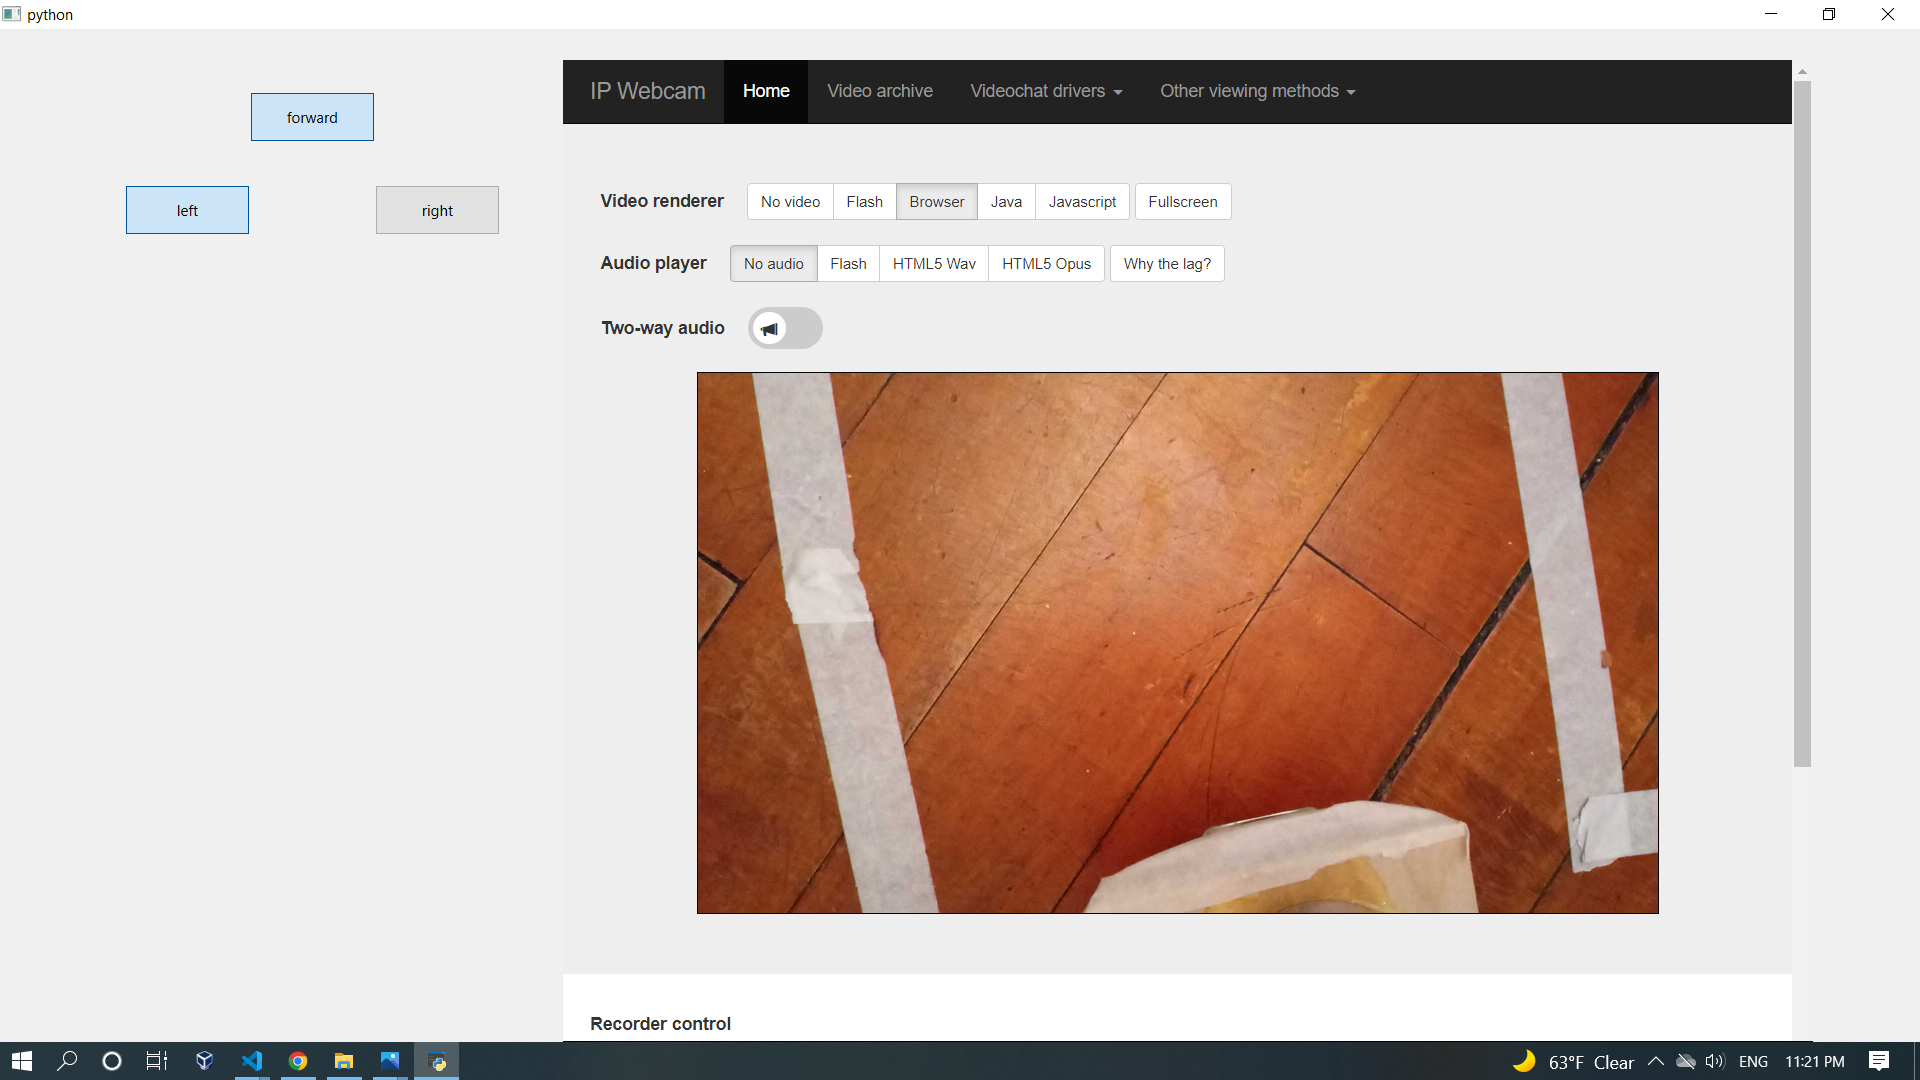 python
forward
left
right
IP Webcam Home Video archive Videochat drivers Other viewing methods
Video renderer No video Flash Browser Java Javascript Fullscreen
Audio player No audio Flash HTML5 Wav HTML5 Opus Why the lag?
Two-way audio
Recorder control
63°F Clear ENG 11:21 PM